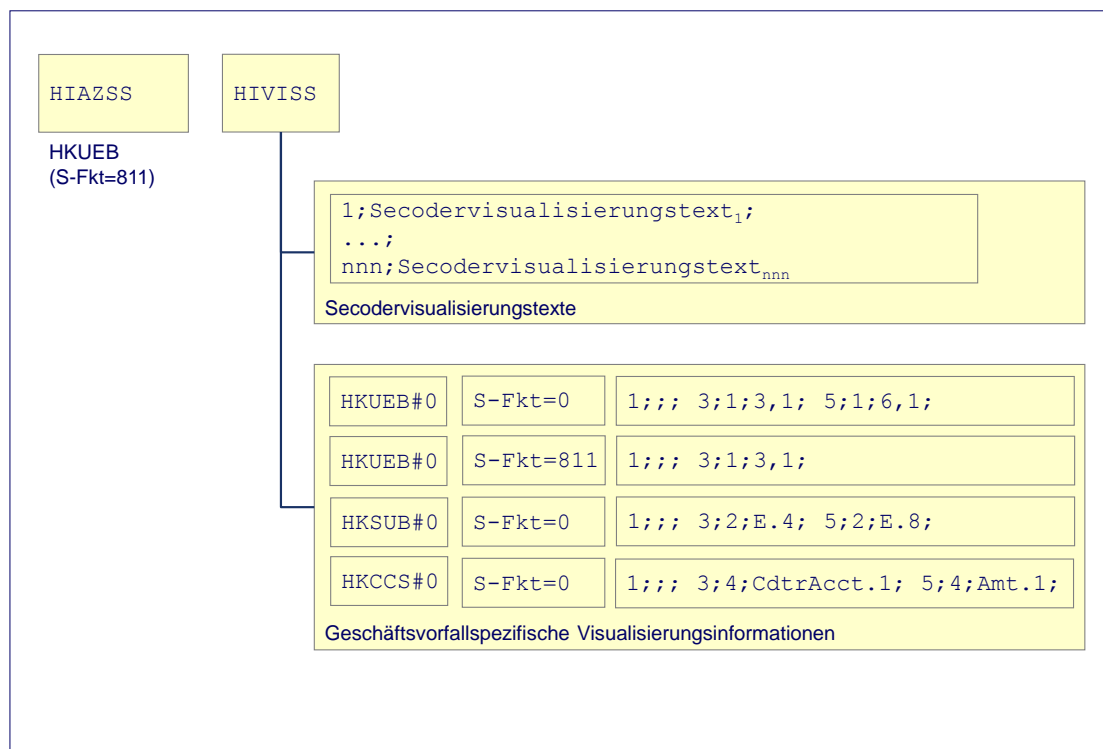 HIAZSS
HIVISS
HKUEB
(S-Fkt=811)
1;Secodervisualisierungstext1;
...;
nnn;Secodervisualisierungstextnnn
Secodervisualisierungstexte
HKUEB#0 S-Fkt=0 1;;; 3;1;3,1; 5;1;6,1;
HKUEB#0 S-Fkt=811 1;;; 3;1;3,1;
HKSUB#0 S-Fkt=0 1;;; 3;2;E.4; 5;2;E.8;
HKCCS#0 S-Fkt=0 1;;; 3;4;CdtrAcct.1; 5;4;Amt.1;
Geschäftsvorfallspezifische Visualisierungsinformationen